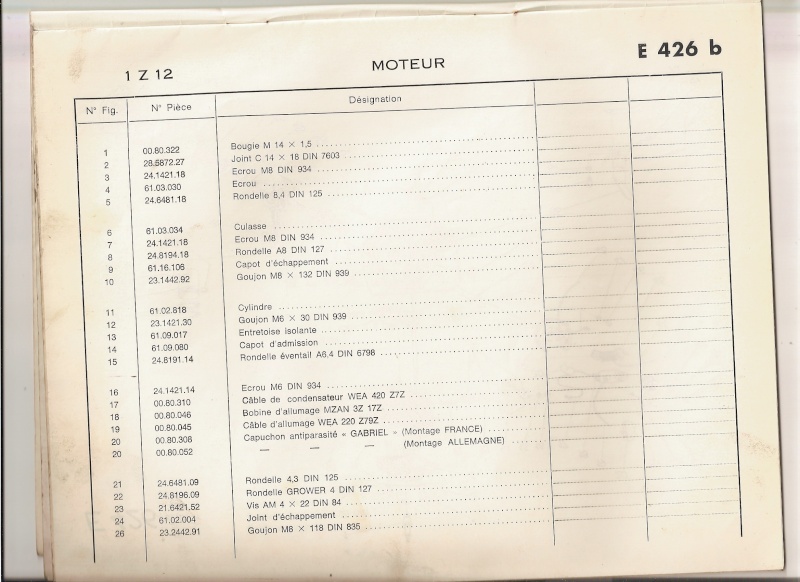 1 Z 12 MOTEUR E 426 b
N° Fig. N° Pièce Désignation
1 00.80.322 Bougie M 14 × 1,5
2 28.5872.27 Joint C 14 × 18 DIN 7603
3 24.1421.18 Ecrou M8 DIN 934
4 61.03.030 Ecrou
5 24.6481.18 Rondelle 8,4 DIN 125
6 61.03.034 Culasse
7 24.1421.18 Ecrou M8 DIN 934
8 24.8194.18 Rondelle A8 DIN 127
9 61.16.106 Capot d'échappement
10 23.1442.92 Goujon M8 × 132 DIN 939
11 61.02.818 Cylindre
12 23.1421.30 Goujon M6 × 30 DIN 939
13 61.09.017 Entretoise isolante
14 61.09.080 Capot d'admission
15 24.8191.14 Rondelle éventail A6,4 DIN 6798
16 24.1421.14 Ecrou M6 DIN 934
17 00.80.310 Câble de condensateur WEA 420 Z7Z
18 00.80.046 Bobine d'allumage MZAN 3Z 17Z
19 00.80.045 Câble d'allumage WEA 220 Z79Z
20 00.80.308 Capuchon antiparasité « GABRIEL » (Montage FRANCE)
20 00.80.052 — — — (Montage ALLEMAGNE)
21 24.6481.09 Rondelle 4,3 DIN 125
22 24.8196.09 Rondelle GROWER 4 DIN 127
23 21.6421.52 Vis AM 4 × 22 DIN 84
24 61.02.004 Joint d'échappement
26 23.2442.91 Goujon M8 × 118 DIN 835